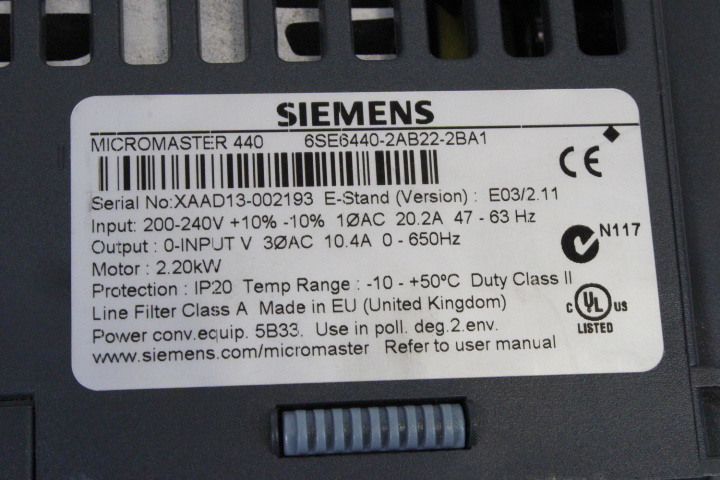 SIEMENS
MICROMASTER 440 6SE6440-2AB22-2BA1
CE
Serial No:XAAD13-002193 E-Stand (Version) : E03/2.11
Input: 200-240V +10% -10% 1ØAC 20.2A 47 - 63 Hz
N117
Output : 0-INPUT V 3ØAC 10.4A 0 - 650Hz
Motor : 2.20kW
Protection : IP20 Temp Range : -10 - +50°C Duty Class II
Line Filter Class A Made in EU (United Kingdom)
C UL US
LISTED
Power conv.equip. 5B33. Use in poll. deg.2.env.
www.siemens.com/micromaster Refer to user manual